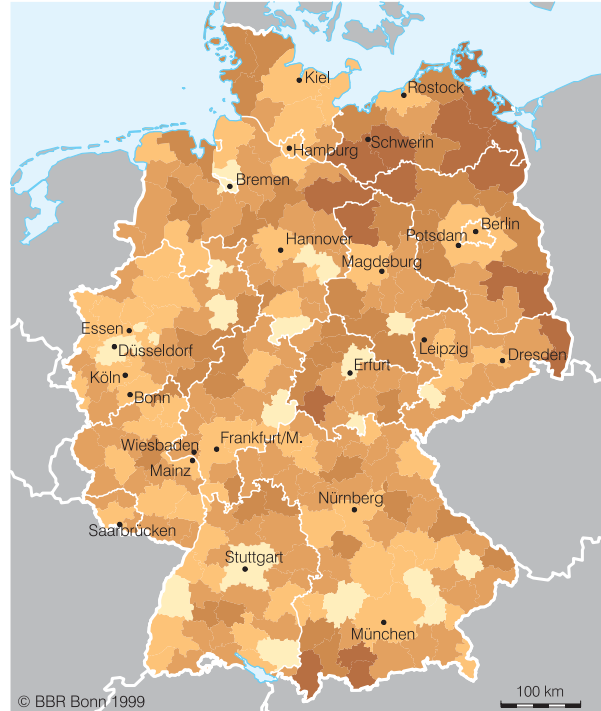 Kiel
Rostock
Hamburg
Schwerin
Bremen
Berlin
Hannover
Potsdam
Magdeburg
Essen
Düsseldorf
Leipzig
Dresden
Köln
Erfurt
Bonn
Wiesbaden
Frankfurt/M.
Mainz
Nürnberg
Saarbrücken
Stuttgart
München
© BBR Bonn 1999
100 km